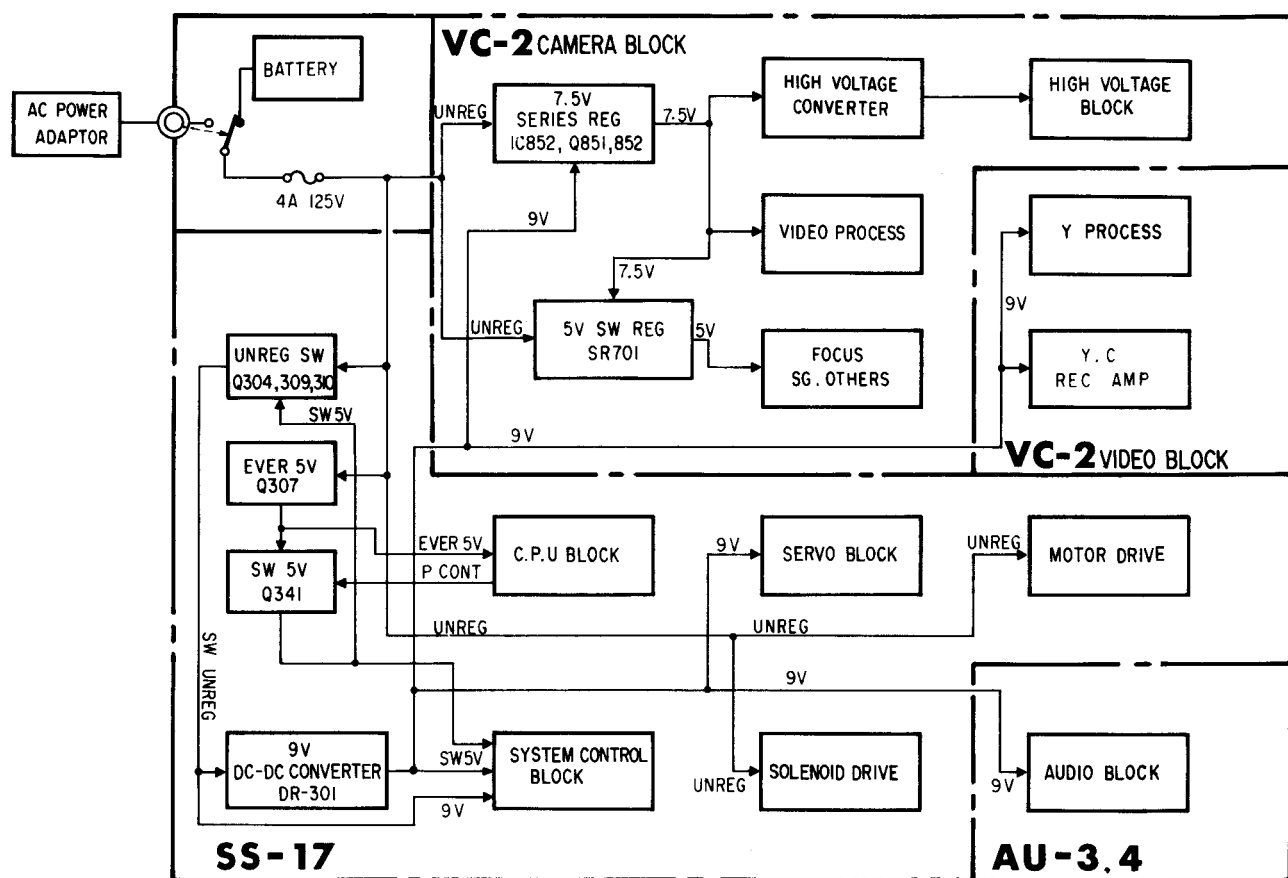 VC-2 CAMERA BLOCK
BATTERY
AC POWER
ADAPTOR
4A 125V
UNREG
7.5V
SERIES REG
IC852, Q851,852
7.5V
HIGH VOLTAGE
CONVERTER
HIGH VOLTAGE
BLOCK
9V
VIDEO PROCESS
Y PROCESS
7.5V
9V
UNREG
5V SW REG
SR701
5V
FOCUS
SG. OTHERS
Y.C
REC AMP
UNREG SW
Q304,309,310
SW5V
9V
VC-2 VIDEO BLOCK
EVER 5V
Q307
EVER 5V
C.P.U BLOCK
P CONT
9V
SERVO BLOCK
UNREG
MOTOR DRIVE
SW 5V
Q341
UNREG
UNREG
SW UNREG
9V
9V
DC-DC CONVERTER
DR-301
SW5V
SYSTEM CONTROL
BLOCK
UNREG
SOLENOID DRIVE
9V
AUDIO BLOCK
9V
SS-17
AU-3,4